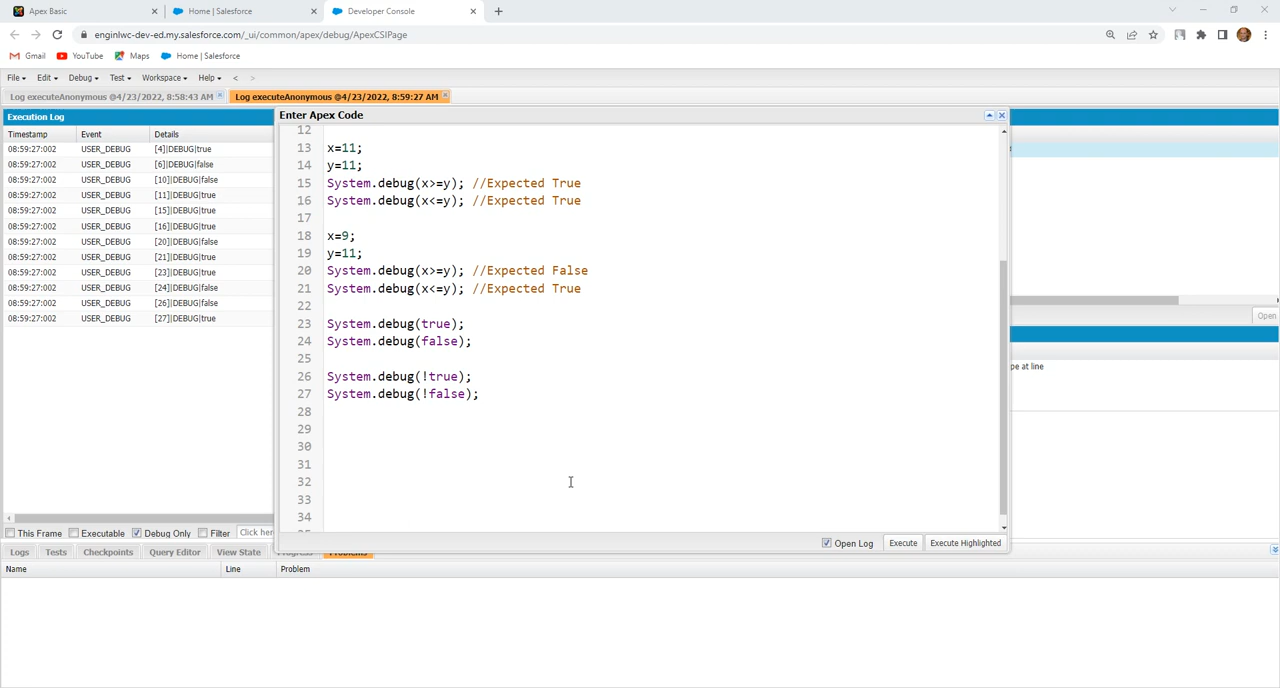 Apex Basic
Home | Salesforce
Developer Console
enginlwc-dev-ed.my.salesforce.com/_ui/common/apex/debug/ApexCSIPage
Gmail YouTube Maps Home | Salesforce
File Edit Debug Test Workspace Help < >
Log executeAnonymous @4/23/2022, 8:58:43 AM Log executeAnonymous @4/23/2022, 8:59:27 AM
Execution Log
Timestamp Event Details
08:59:27:002 USER_DEBUG [4]|DEBUG|true
08:59:27:002 USER_DEBUG [6]|DEBUG|false
08:59:27:002 USER_DEBUG [10]|DEBUG|false
08:59:27:002 USER_DEBUG [11]|DEBUG|true
08:59:27:002 USER_DEBUG [15]|DEBUG|true
08:59:27:002 USER_DEBUG [16]|DEBUG|true
08:59:27:002 USER_DEBUG [20]|DEBUG|false
08:59:27:002 USER_DEBUG [21]|DEBUG|true
08:59:27:002 USER_DEBUG [23]|DEBUG|true
08:59:27:002 USER_DEBUG [24]|DEBUG|false
08:59:27:002 USER_DEBUG [26]|DEBUG|false
08:59:27:002 USER_DEBUG [27]|DEBUG|true
This Frame Executable Debug Only Filter Click her
Enter Apex Code
12
13 x=11;
14 y=11;
15 System.debug(x>=y); //Expected True
16 System.debug(x<=y); //Expected True
17
18 x=9;
19 y=11;
20 System.debug(x>=y); //Expected False
21 System.debug(x<=y); //Expected True
22
23 System.debug(true);
24 System.debug(false);
25
26 System.debug(!true);
27 System.debug(!false);
28
29
30
31
32
33
34
Open Log Execute Execute Highlighted
Open
pe at line
Logs Tests Checkpoints Query Editor View State Progress Problems
Name Line Problem